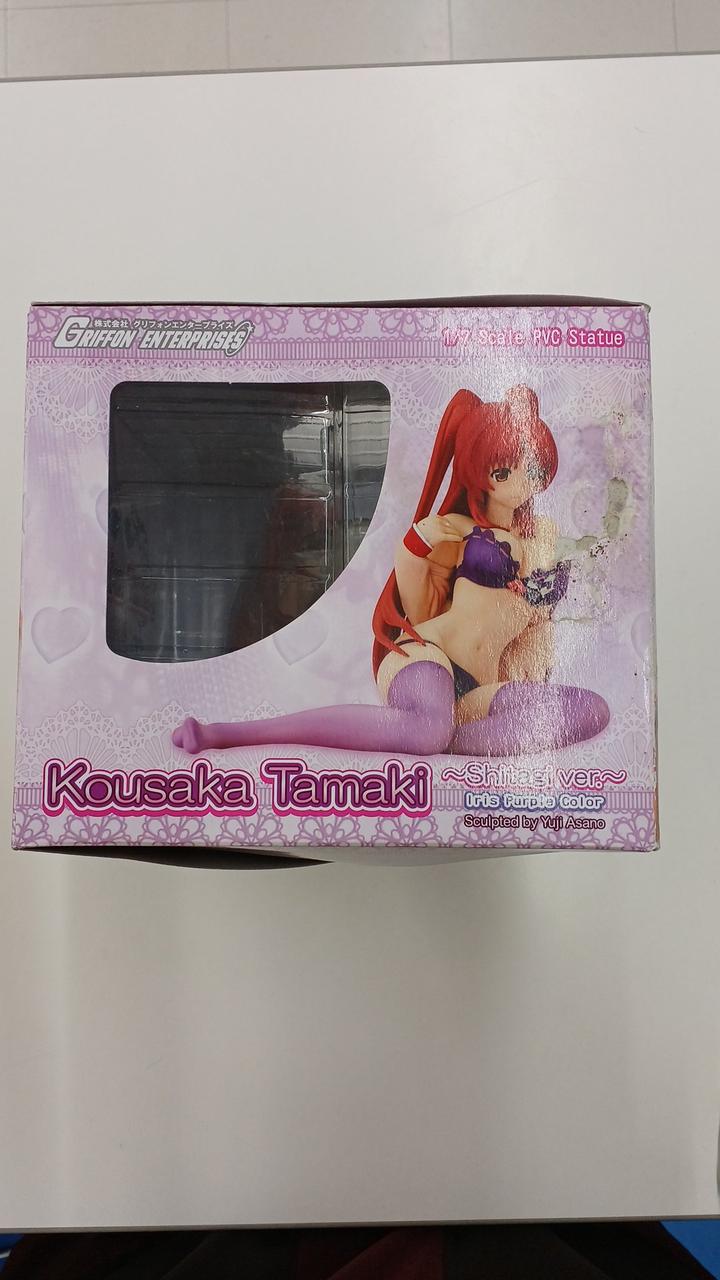 株式会社 グリフォンエンタープライズ
GRIFFON ENTERPRISES
1/7 Scale PVC Statue
Kousaka Tamaki
~Shitagi ver.~
Iris Purple Color
Sculpted by Yuji Asano